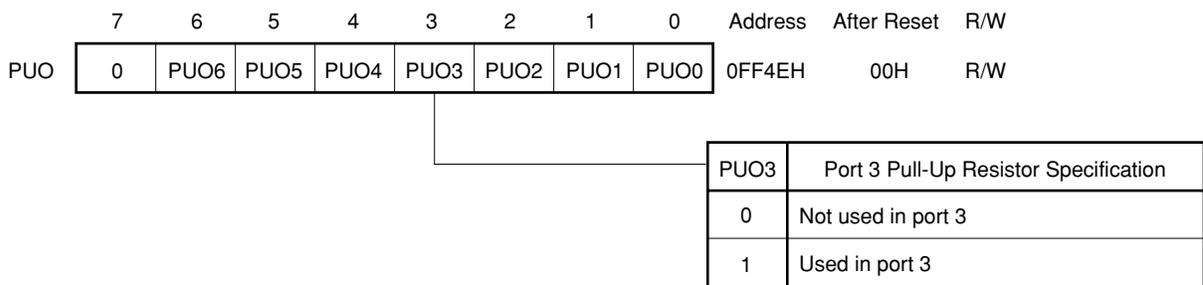 7 6 5 4 3 2 1 0 Address After Reset R/W
PUO 0 PUO6 PUO5 PUO4 PUO3 PUO2 PUO1 PUO0 0FF4EH 00H R/W
PUO3 Port 3 Pull-Up Resistor Specification
0 Not used in port 3
1 Used in port 3